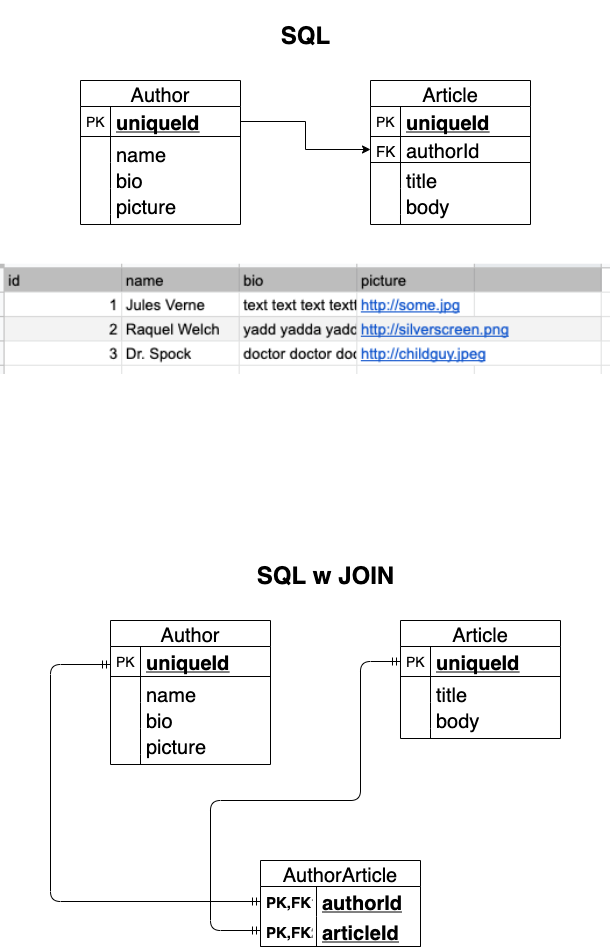 SQL
Author
PK uniqueId
name
bio
picture
Article
PK uniqueId
FK authorId
title
body
id name bio picture
1 Jules Verne text text text textt http://some.jpg
2 Raquel Welch yadd yadda yadd http://silverscreen.png
3 Dr. Spock doctor doctor doc http://childguy.jpeg
SQL w JOIN
Author
PK uniqueId
name
bio
picture
Article
PK uniqueId
title
body
AuthorArticle
PK,FK authorId
PK,FK articleId